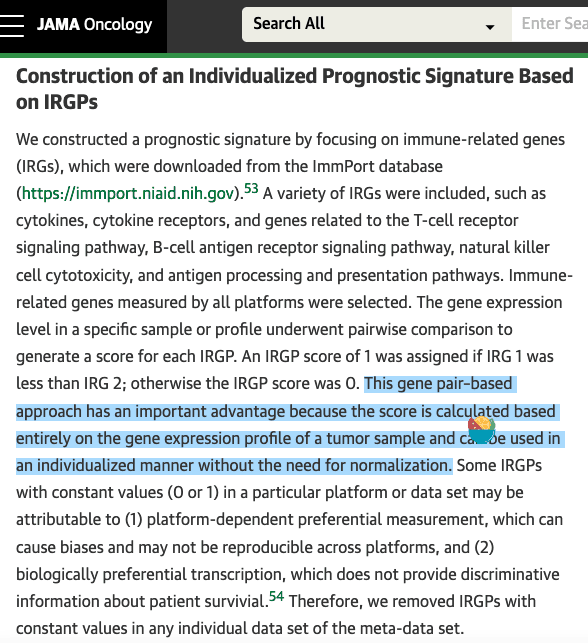 JAMA Oncology
Search All
Enter Sea
Construction of an Individualized Prognostic Signature Based
on IRGPs
We constructed a prognostic signature by focusing on immune-related genes
(IRGs), which were downloaded from the ImmPort database
(https://immport.niaid.nih.gov).53 A variety of IRGs were included, such as
cytokines, cytokine receptors, and genes related to the T-cell receptor
signaling pathway, B-cell antigen receptor signaling pathway, natural killer
cell cytotoxicity, and antigen processing and presentation pathways. Immune-
related genes measured by all platforms were selected. The gene expression
level in a specific sample or profile underwent pairwise comparison to
generate a score for each IRGP. An IRGP score of 1 was assigned if IRG 1 was
less than IRG 2; otherwise the IRGP score was 0. This gene pair-based
approach has an important advantage because the score is calculated based
entirely on the gene expression profile of a tumor sample and can be used in
an individualized manner without the need for normalization. Some IRGPs
with constant values (0 or 1) in a particular platform or data set may be
attributable to (1) platform-dependent preferential measurement, which can
cause biases and may not be reproducible across platforms, and (2)
biologically preferential transcription, which does not provide discriminative
information about patient survivial.54 Therefore, we removed IRGPs with
constant values in any individual data set of the meta-data set.